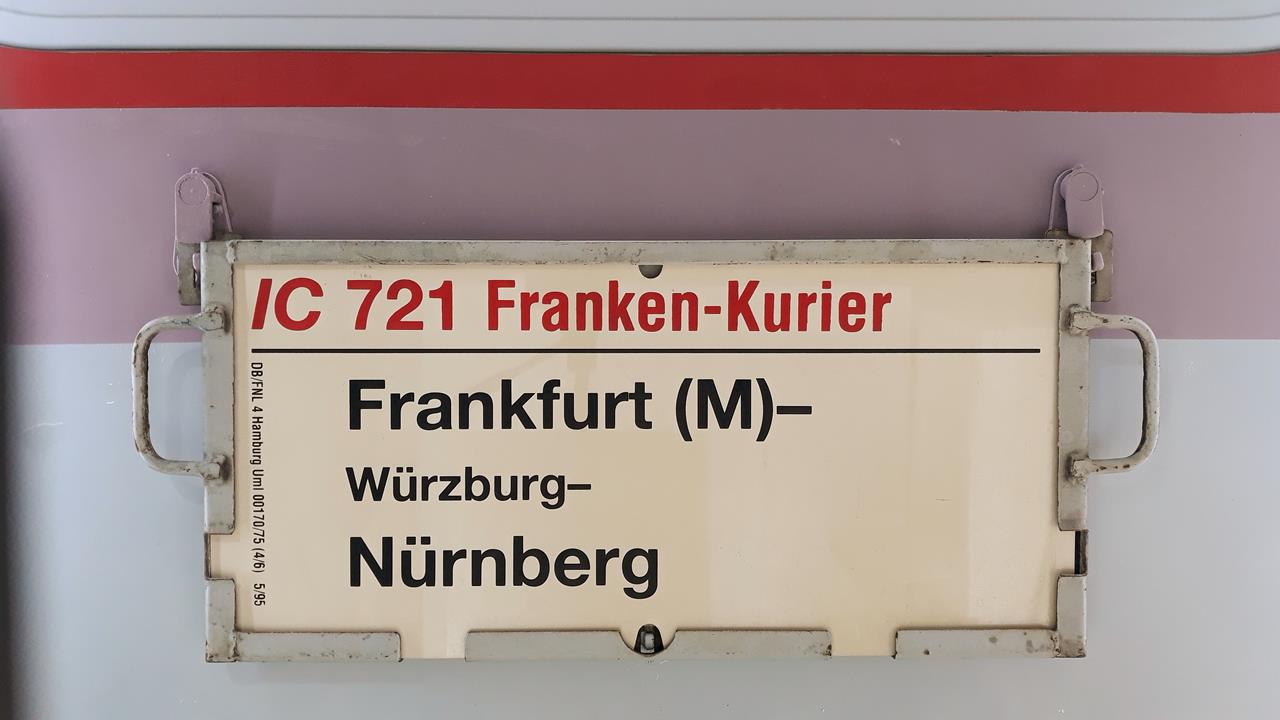 IC 721 Franken-Kurier
Frankfurt (M)–
Würzburg–
Nürnberg
DB/FNL 4 Hamburg Uml 00170/75 (4/6) 5/95